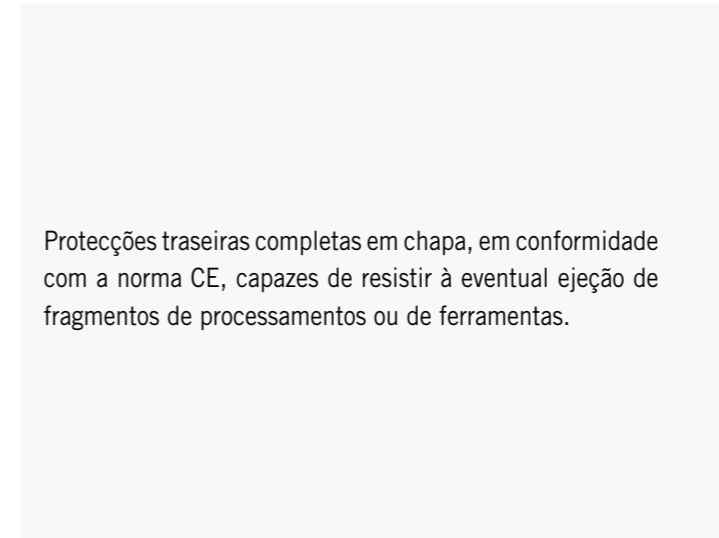 Protecções traseiras completas em chapa, em conformidade
com a norma CE, capazes de resistir à eventual ejeção de
fragmentos de processamentos ou de ferramentas.